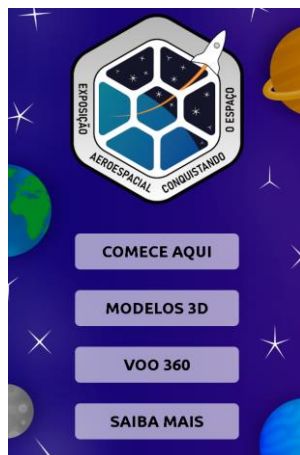 EXPOSIÇÃO
AEROESPACIAL CONQUISTANDO
O ESPAÇO
COMECE AQUI
MODELOS 3D
VOO 360
SAIBA MAIS